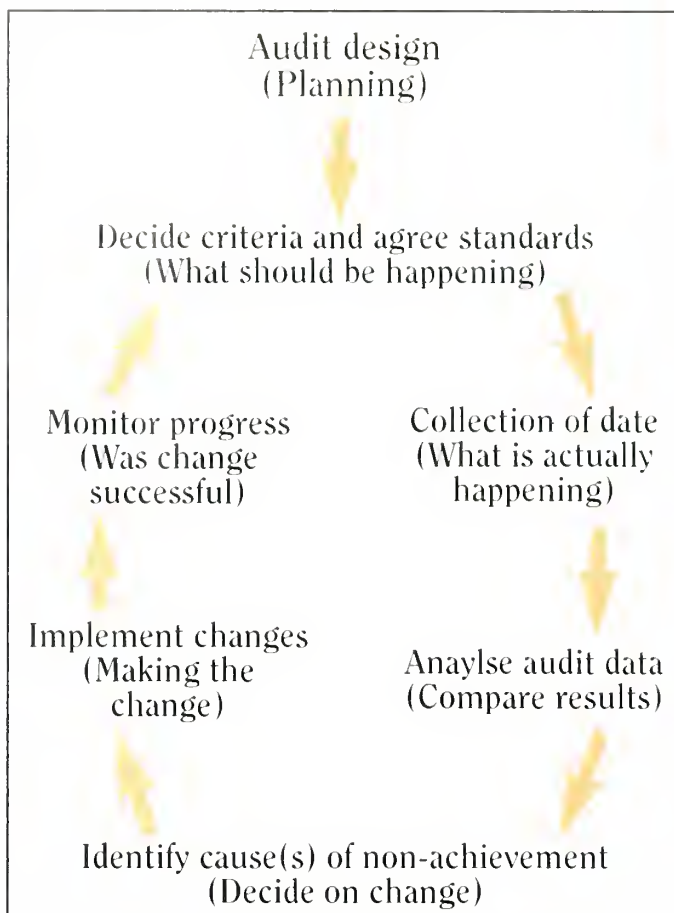 Audit design
(Planning)
Decide criteria and agree standards
(What should be happening)
Collection of date
(What is actually
happening)
Anaylse audit data
(Compare results)
Identify cause(s) of non-achievement
(Decide on change)
Implement changes
(Making the
change)
Monitor progress
(Was change
successful)